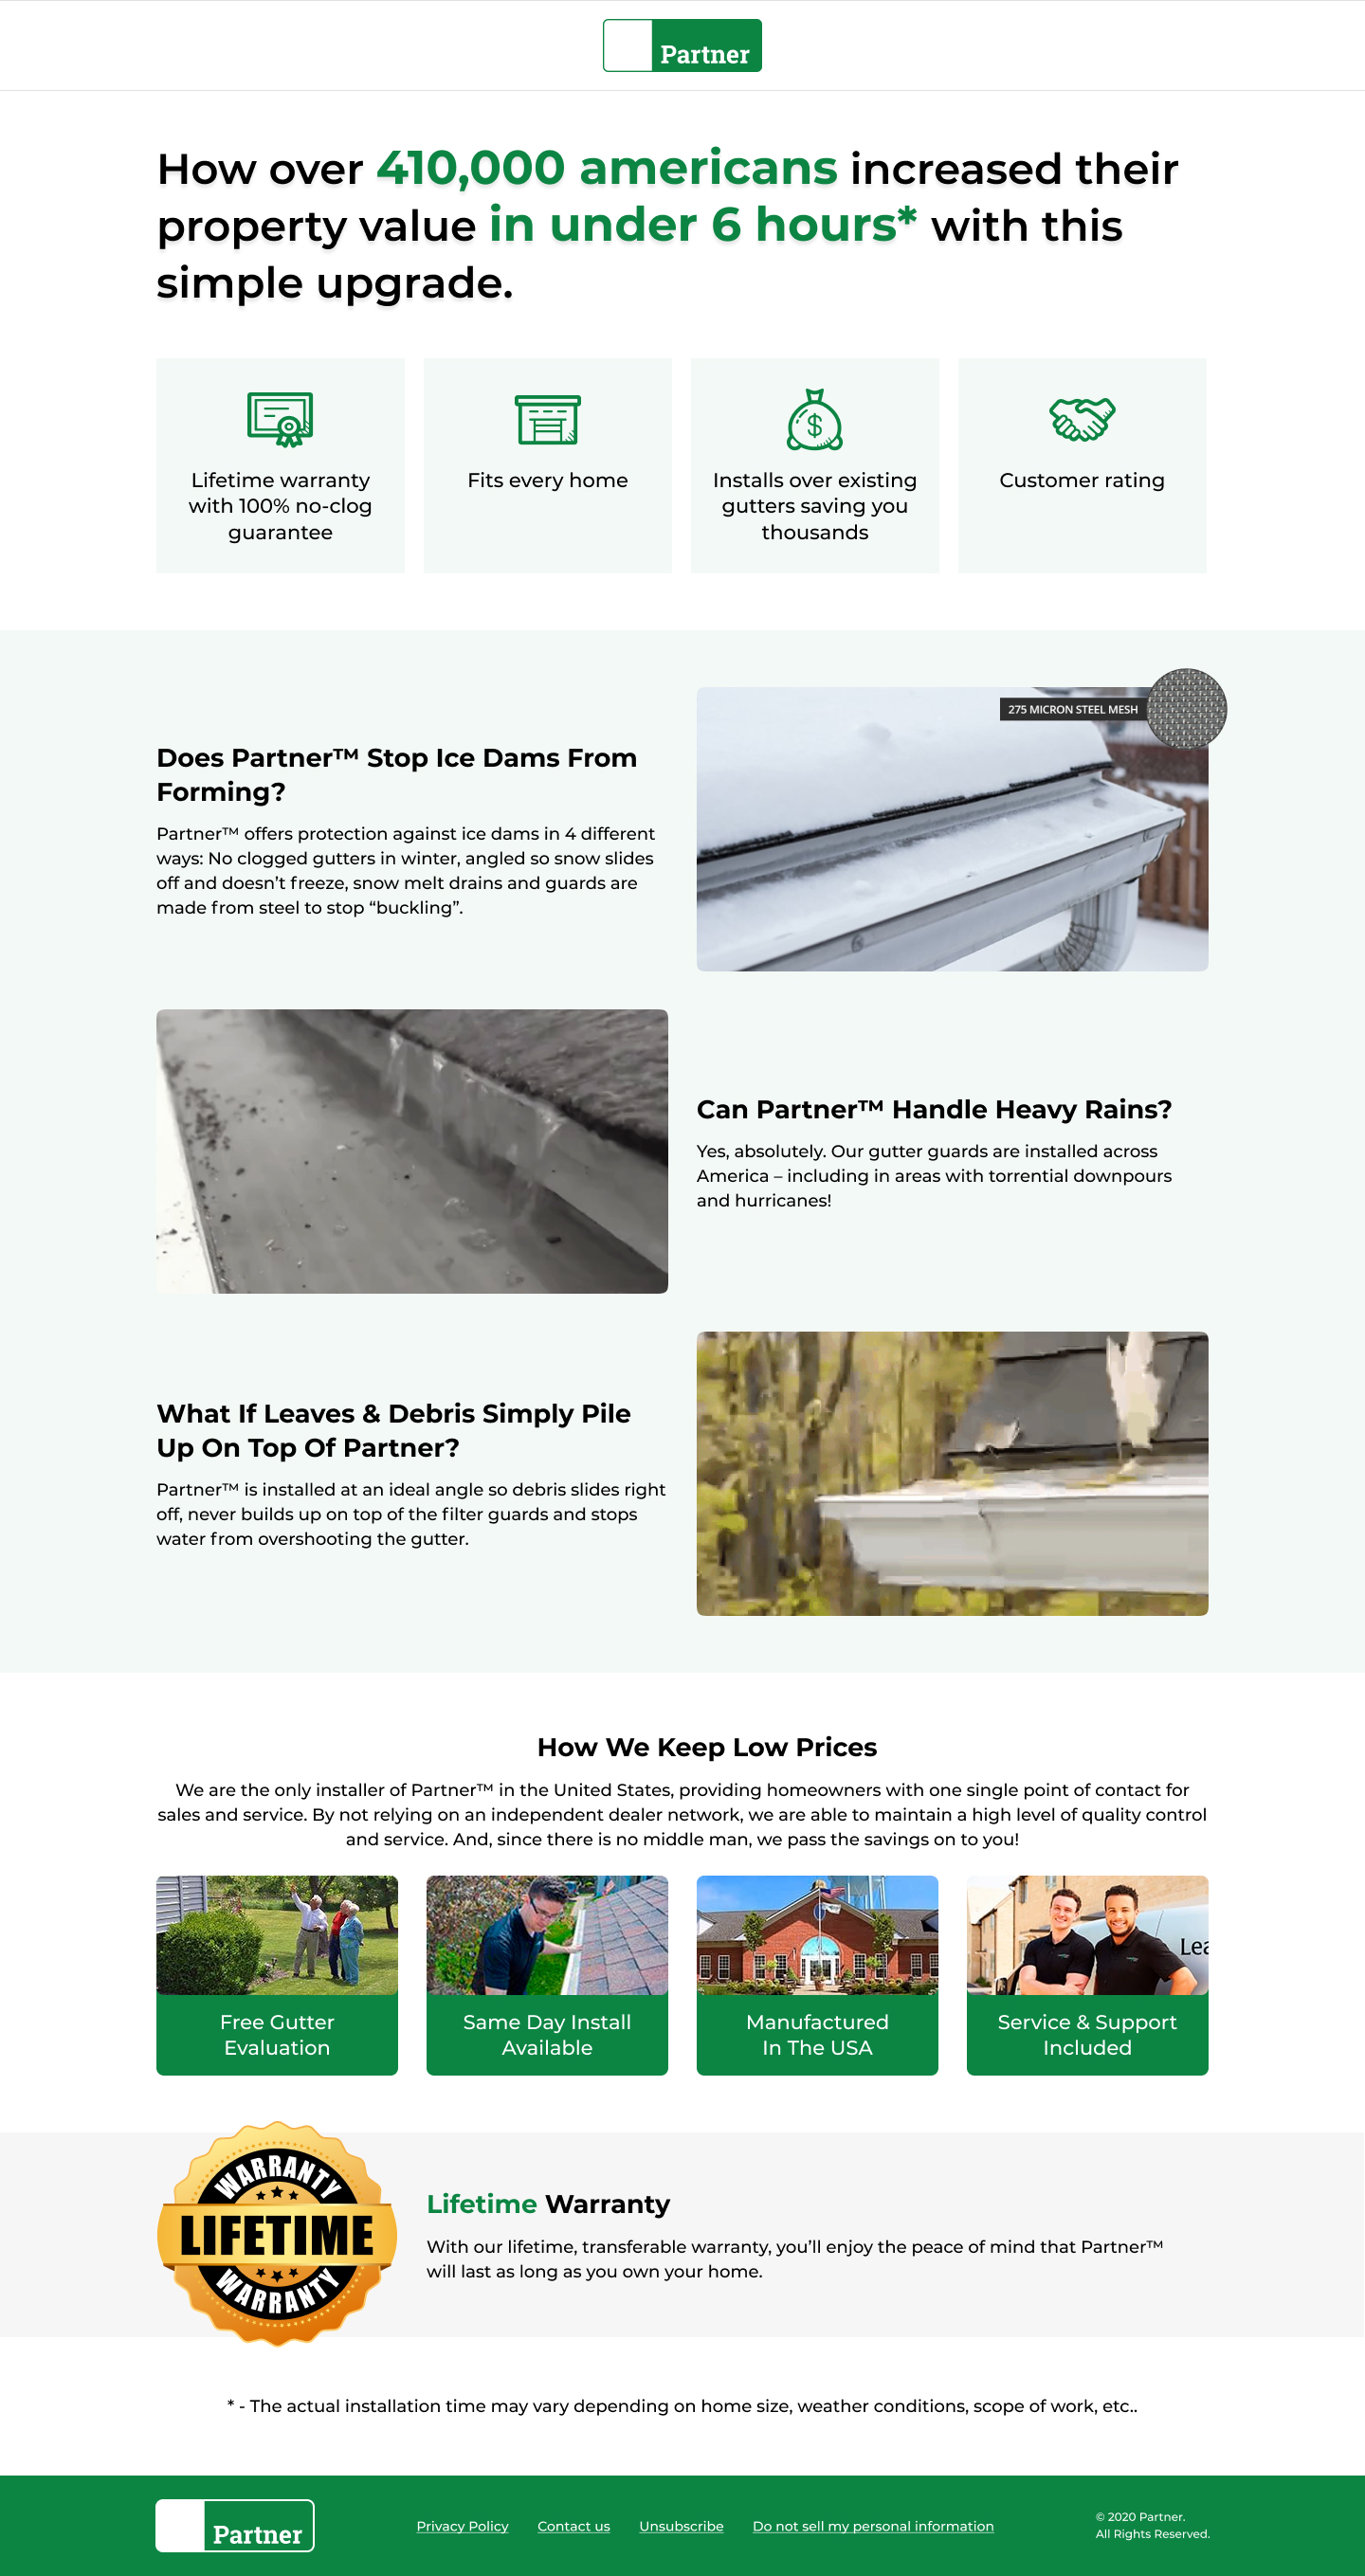 Partner
How over 410,000 americans increased their
property value in under 6 hours* with this
simple upgrade.
Lifetime warranty
with 100% no-clog
guarantee
Fits every home
$
Installs over existing
gutters saving you
thousands
Customer rating
275 MICRON STEEL MESH
Does Partner™ Stop Ice Dams From
Forming?
Partner™ offers protection against ice dams in 4 different
ways: No clogged gutters in winter, angled so snow slides
off and doesn’t freeze, snow melt drains and guards are
made from steel to stop “buckling”.
Can Partner™ Handle Heavy Rains?
Yes, absolutely. Our gutter guards are installed across
America – including in areas with torrential downpours
and hurricanes!
What If Leaves & Debris Simply Pile
Up On Top Of Partner?
Partner™ is installed at an ideal angle so debris slides right
off, never builds up on top of the filter guards and stops
water from overshooting the gutter.
How We Keep Low Prices
We are the only installer of Partner™ in the United States, providing homeowners with one single point of contact for
sales and service. By not relying on an independent dealer network, we are able to maintain a high level of quality control
and service. And, since there is no middle man, we pass the savings on to you!
Lea
Free Gutter
Evaluation
Same Day Install
Available
Manufactured
In The USA
Service & Support
Included
WARRANTY
LIFETIME
WARRANTY
Lifetime Warranty
With our lifetime, transferable warranty, you’ll enjoy the peace of mind that Partner™
will last as long as you own your home.
* - The actual installation time may vary depending on home size, weather conditions, scope of work, etc..
Partner
Privacy Policy
Contact us
Unsubscribe
Do not sell my personal information
© 2020 Partner.
All Rights Reserved.